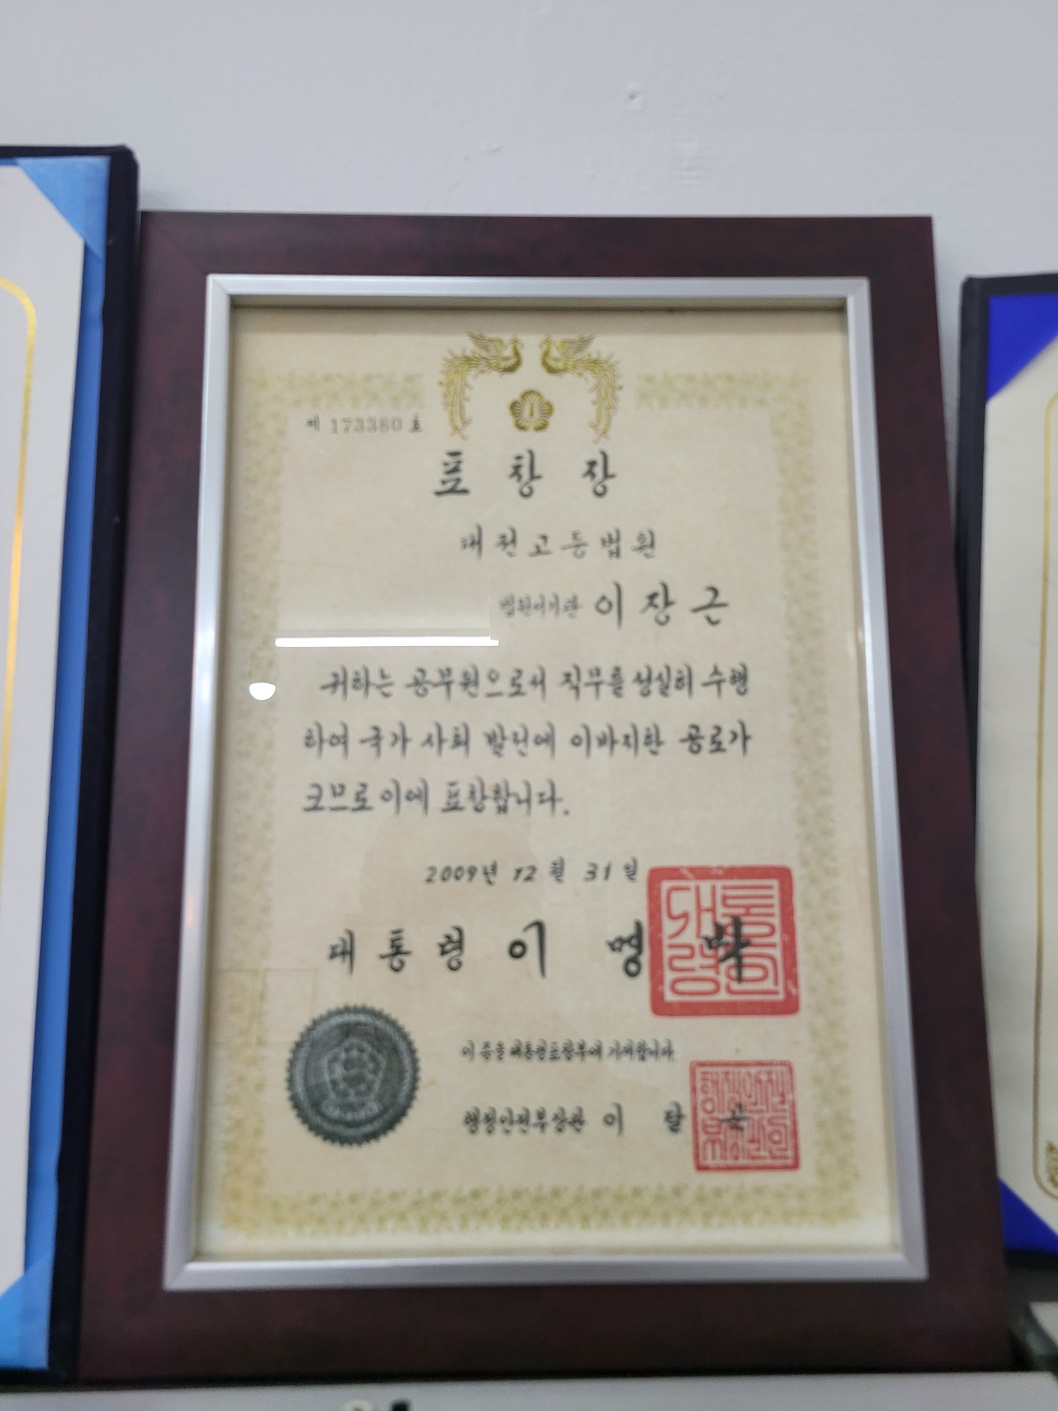 제 173380 호
표 창 장
대 전 고 등 법 원
법원서기관 이 장 근
귀하는 공무원으로서 직무를 성실히 수행
하여 국가 사회 발전에 이바지한 공로가
크므로 이에 표창합니다.
2009년 12월 31일
대 통 령 이 명 박
대통령의인
이 증을 대통령표창부에 기재합니다.
행정안전부장관 이 달 곤